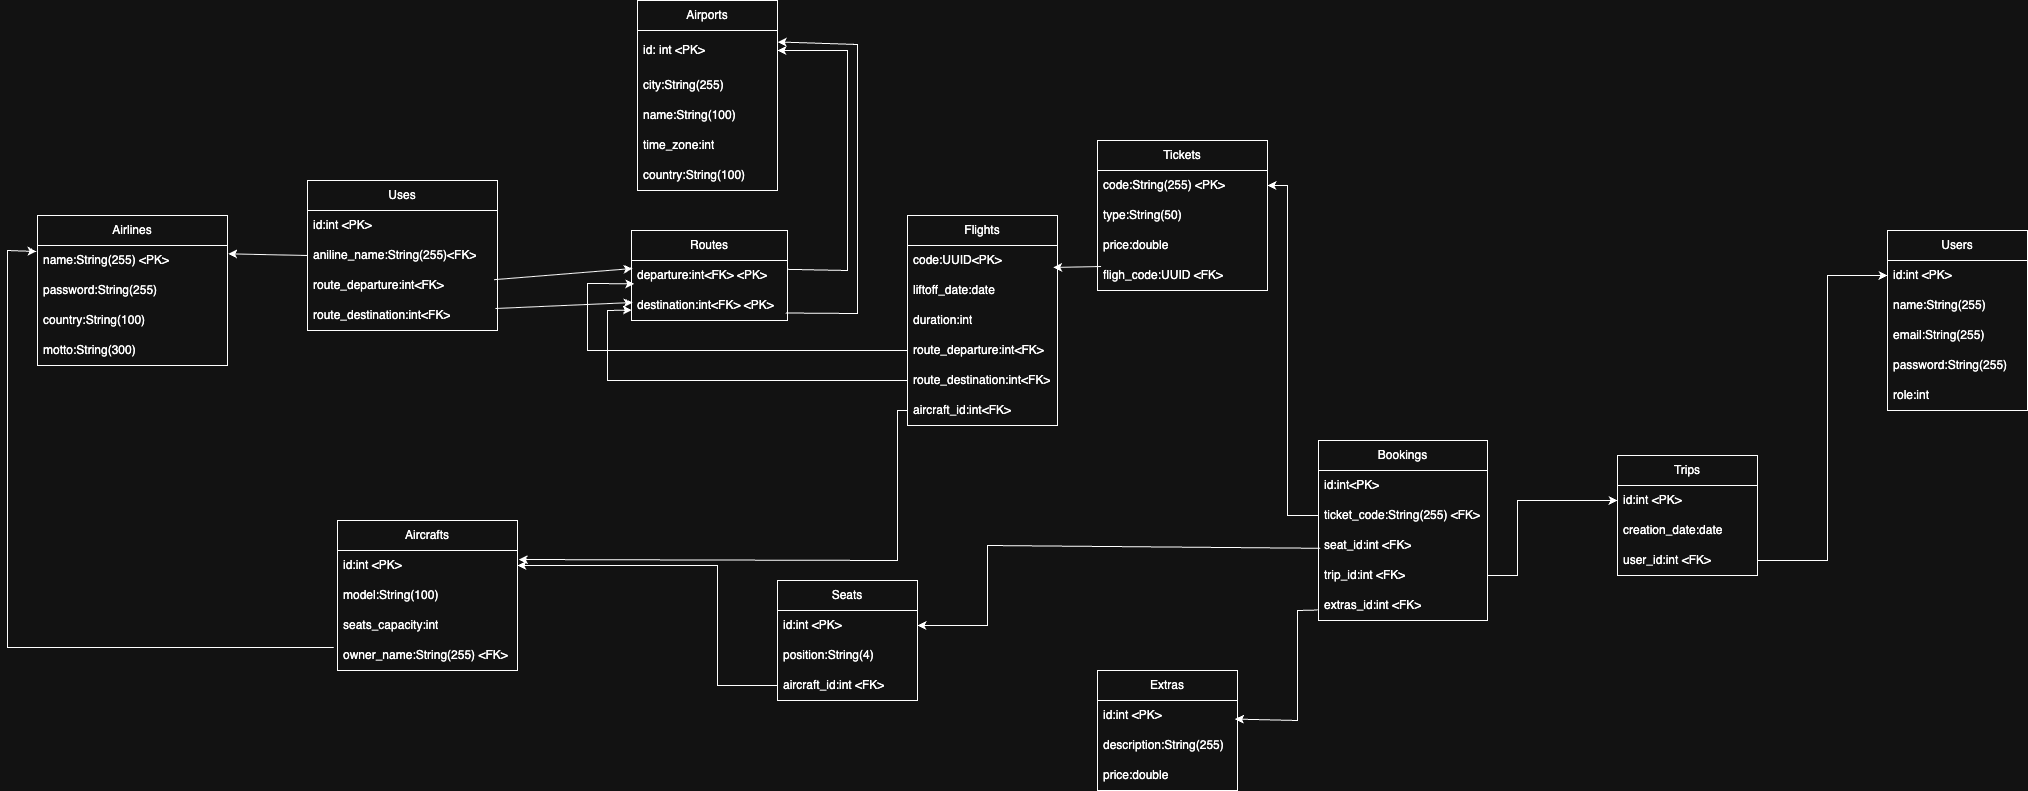 Airports
id: int <PK>
city:String(255)
name:String(100)
time_zone:int
country:String(100)
Tickets
code:String(255) <PK>
type:String(50)
price:double
fligh_code:UUID <FK>
Uses
id:int <PK>
aniline_name:String(255)<FK>
route_departure:int<FK>
route_destination:int<FK>
Airlines
name:String(255) <PK>
password:String(255)
country:String(100)
motto:String(300)
Routes
departure:int<FK> <PK>
destination:int<FK> <PK>
Flights
code:UUID<PK>
liftoff_date:date
duration:int
route_departure:int<FK>
route_destination:int<FK>
aircraft_id:int<FK>
Users
id:int <PK>
name:String(255)
email:String(255)
password:String(255)
role:int
Bookings
id:int<PK>
ticket_code:String(255) <FK>
seat_id:int <FK>
trip_id:int <FK>
extras_id:int <FK>
Trips
id:int <PK>
creation_date:date
user_id:int <FK>
Aircrafts
id:int <PK>
model:String(100)
seats_capacity:int
owner_name:String(255) <FK>
Seats
id:int <PK>
position:String(4)
aircraft_id:int <FK>
Extras
id:int <PK>
description:String(255)
price:double